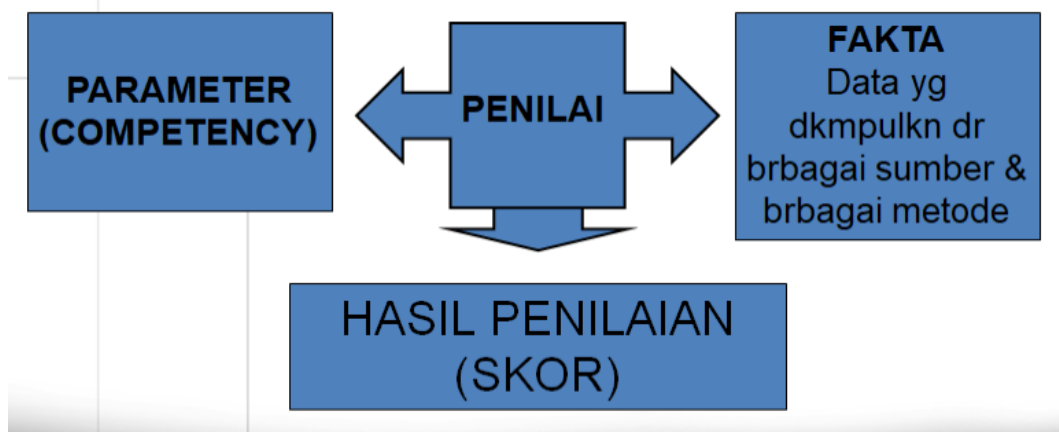 PARAMETER
(COMPETENCY)
PENILAI
FAKTA
Data yg
dkmpulkn dr
brbagai sumber &
brbagai metode
HASIL PENILAIAN
(SKOR)